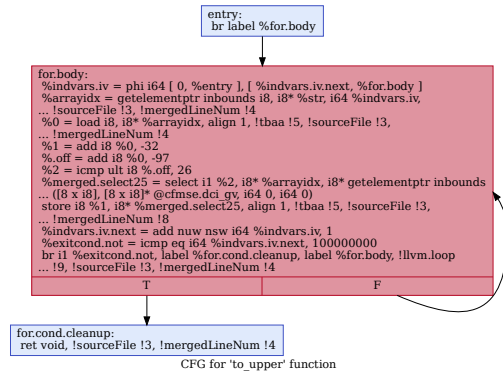 entry:
br label %for.body
for.body:
%indvars.iv = phi i64 [ 0, %entry ], [ %indvars.iv.next, %for.body ]
%arrayidx = getelementptr inbounds i8, i8* %str, i64 %indvars.iv,
... !sourceFile !3, !mergedLineNum !4
%0 = load i8, i8* %arrayidx, align 1, !tbaa !5, !sourceFile !3,
... !mergedLineNum !4
%1 = add i8 %0, -32
%.off = add i8 %0, -97
%2 = icmp ult i8 %.off, 26
%merged.select25 = select i1 %2, i8* %arrayidx, i8* getelementptr inbounds
... ([8 x i8], [8 x i8]* @cfmse.dci_gv, i64 0, i64 0)
store i8 %1, i8* %merged.select25, align 1, !tbaa !5, !sourceFile !3,
... !mergedLineNum !8
%indvars.iv.next = add nuw nsw i64 %indvars.iv, 1
%exitcond.not = icmp eq i64 %indvars.iv.next, 100000000
br i1 %exitcond.not, label %for.cond.cleanup, label %for.body, !llvm.loop
... !9, !sourceFile !3, !mergedLineNum !4
T F
for.cond.cleanup:
ret void, !sourceFile !3, !mergedLineNum !4
CFG for 'to_upper' function